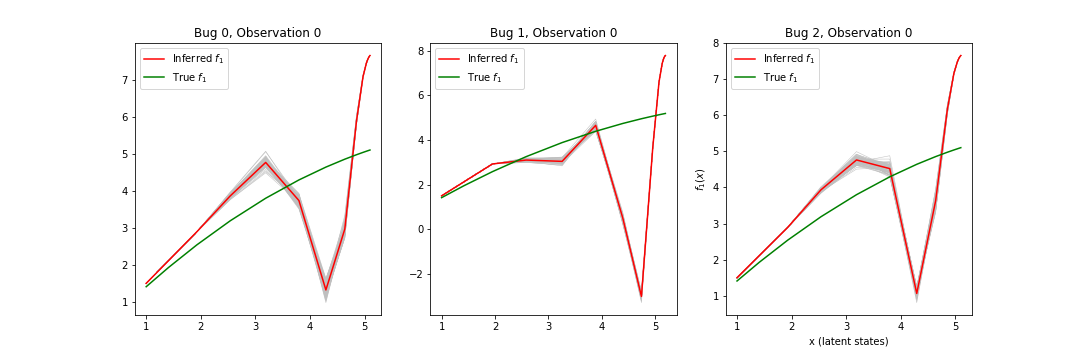 Bug 0, Observation 0
Inferred f₁
True f₁
7
6
5
4
3
2
1
1 2 3 4 5
Bug 1, Observation 0
Inferred f₁
True f₁
8
6
4
2
0
−2
1 2 3 4 5
Bug 2, Observation 0
Inferred f₁
True f₁
f₁(x)
8
7
6
5
4
3
2
1
1 2 3 4 5
x (latent states)